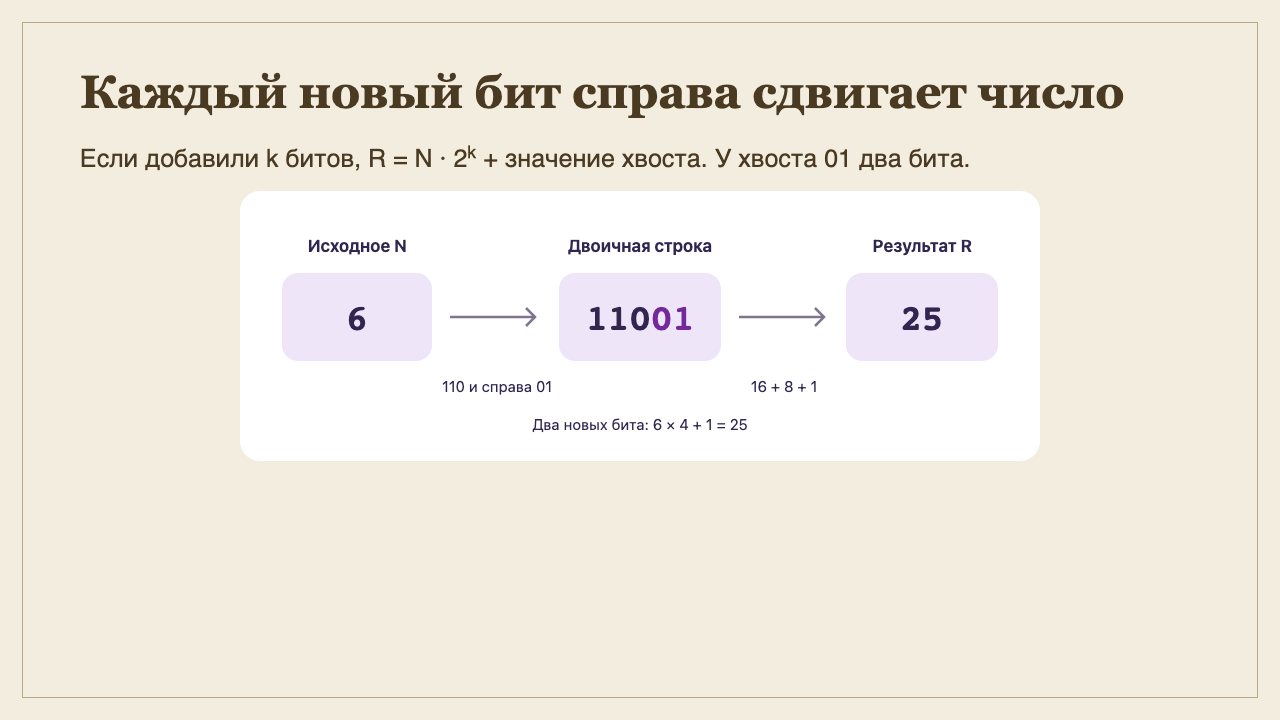 Каждый новый бит справа сдвигает число
Если добавили k битов, R = N · 2ᵏ + значение хвоста. У хвоста 01 два бита.
Исходное N
Двоичная строка
Результат R
6
11001
25
110 и справа 01
16 + 8 + 1
Два новых бита: 6 × 4 + 1 = 25